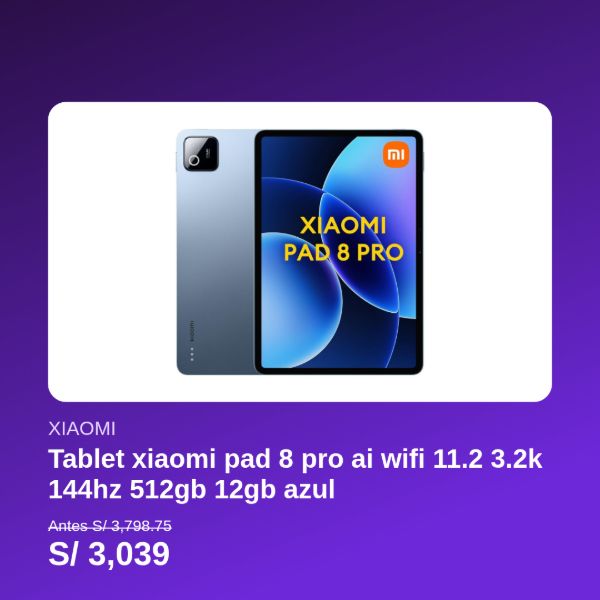 mi
XIAOMI
PAD 8 PRO
xiaomi
XIAOMI
Tablet xiaomi pad 8 pro ai wifi 11.2 3.2k
144hz 512gb 12gb azul
Antes S/ 3,798.75
S/ 3,039